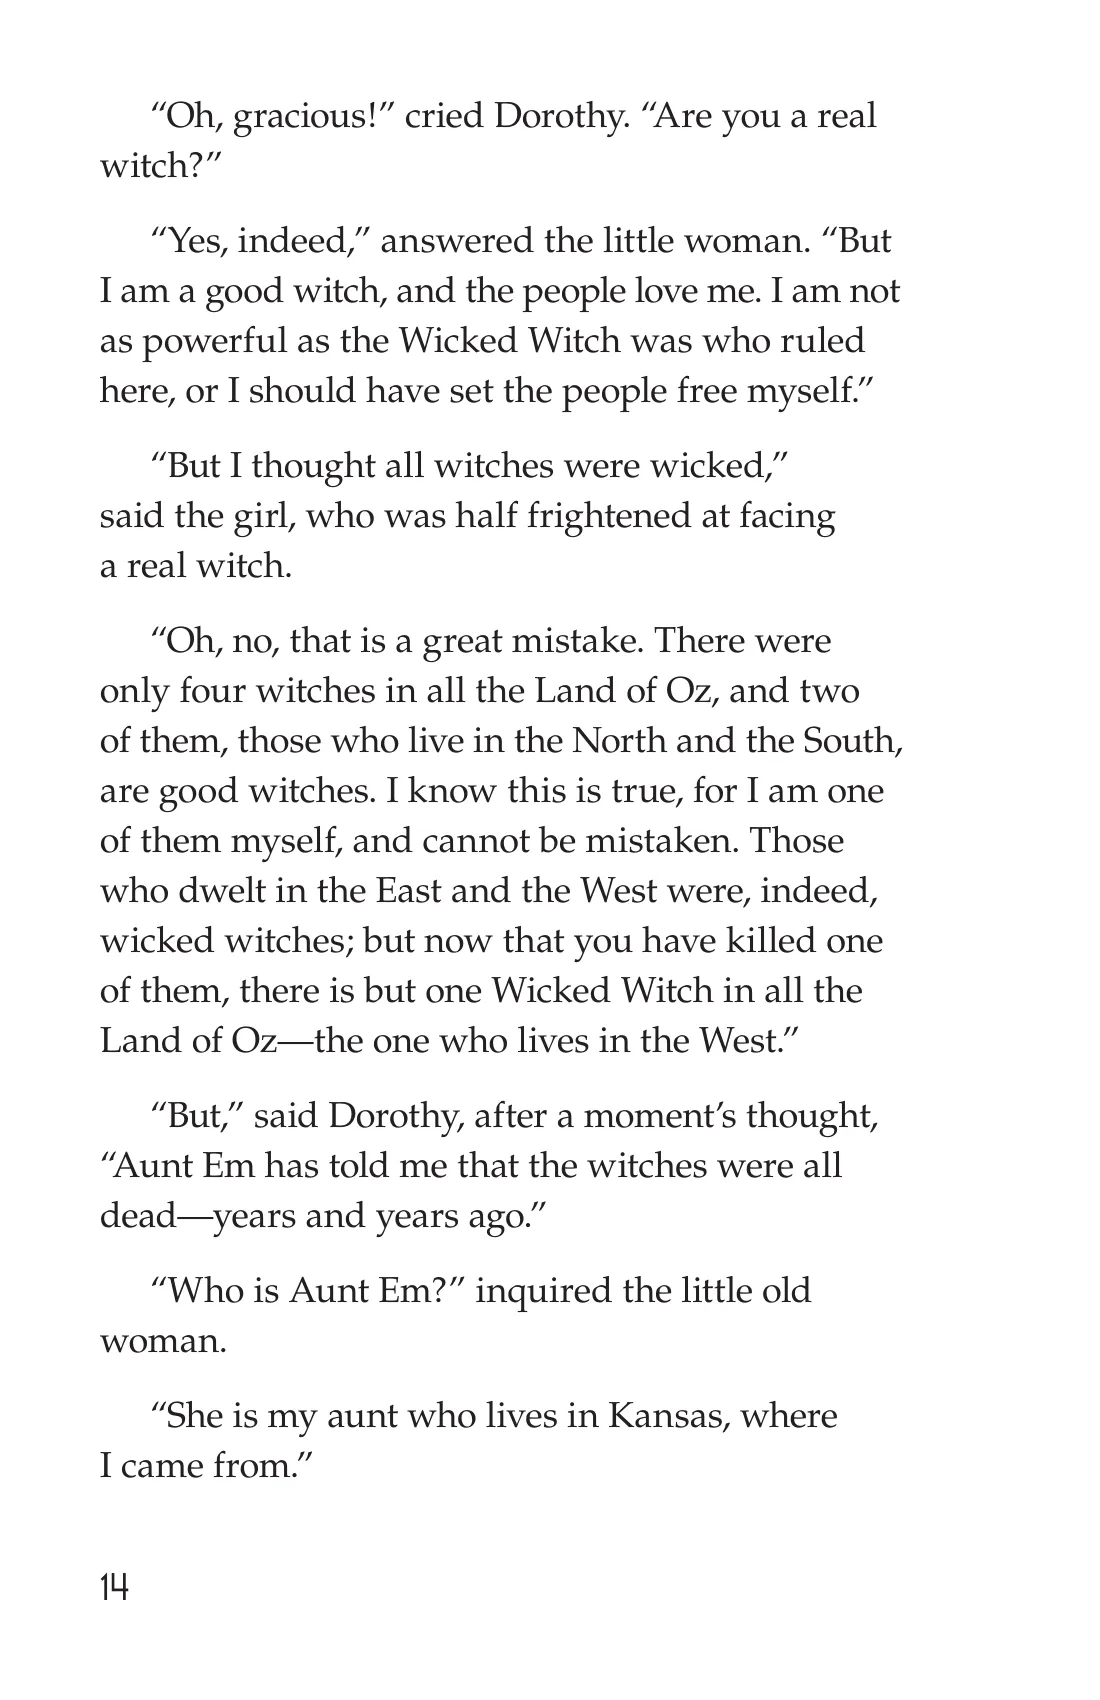 “Oh, gracious!” cried Dorothy. “Are you a real
witch?”
“Yes, indeed,” answered the little woman. “But
I am a good witch, and the people love me. I am not
as powerful as the Wicked Witch was who ruled
here, or I should have set the people free myself.”
“But I thought all witches were wicked,”
said the girl, who was half frightened at facing
a real witch.
“Oh, no, that is a great mistake. There were
only four witches in all the Land of Oz, and two
of them, those who live in the North and the South,
are good witches. I know this is true, for I am one
of them myself, and cannot be mistaken. Those
who dwelt in the East and the West were, indeed,
wicked witches; but now that you have killed one
of them, there is but one Wicked Witch in all the
Land of Oz—the one who lives in the West.”
“But,” said Dorothy, after a moment’s thought,
“Aunt Em has told me that the witches were all
dead—years and years ago.”
“Who is Aunt Em?” inquired the little old
woman.
“She is my aunt who lives in Kansas, where
I came from.”
14